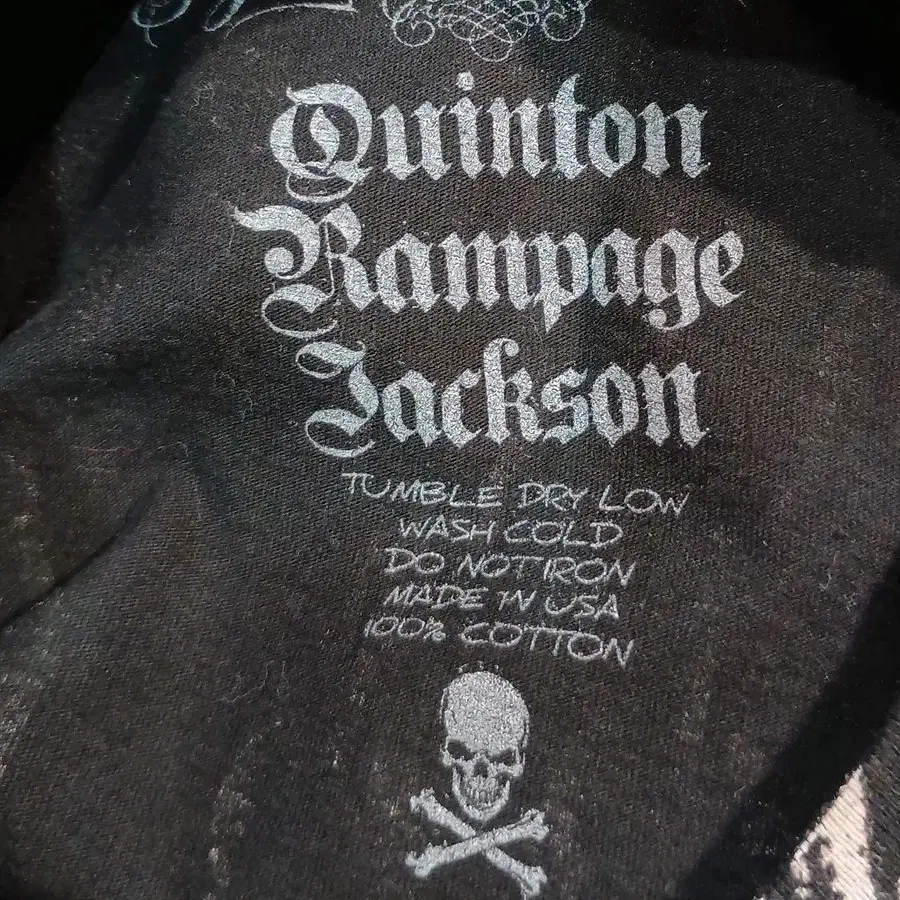 Quinton
Rampage
Jackson
TUMBLE DRY LOW
WASH COLD
DO NOT IRON
MADE IN USA
100% COTTON